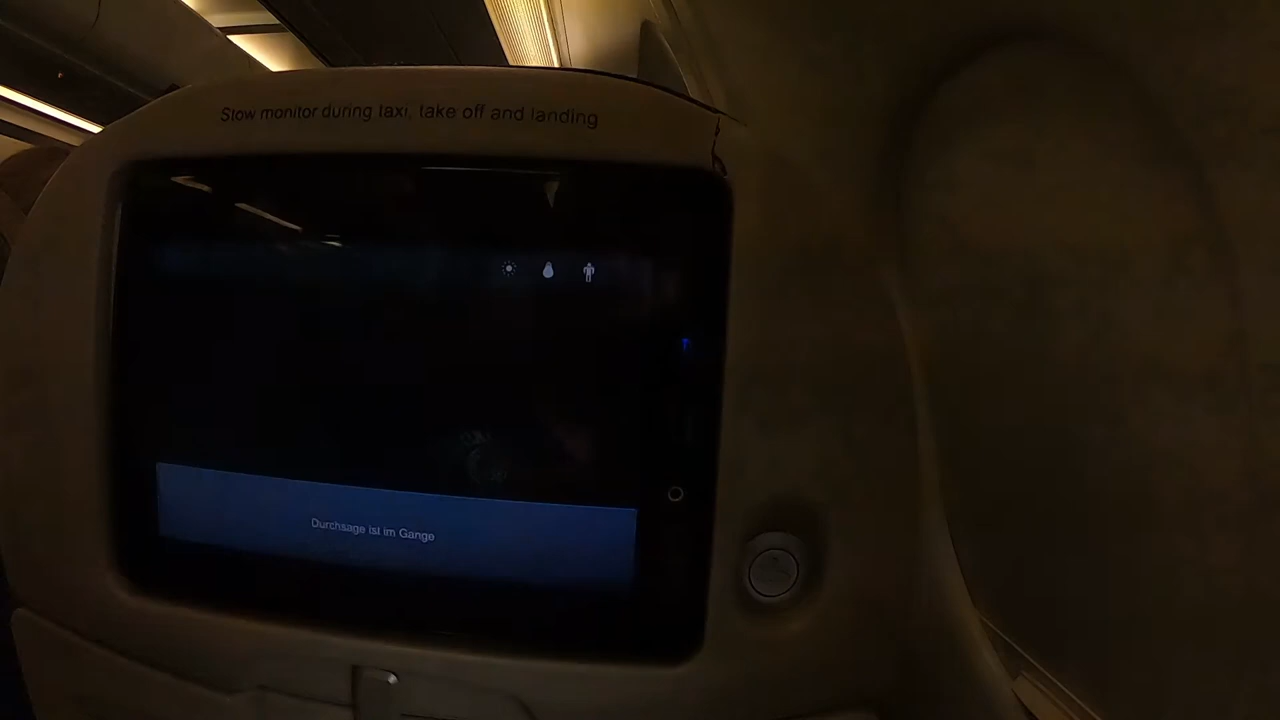 Stow monitor during taxi, take off and landing
Durchsage ist im Gange